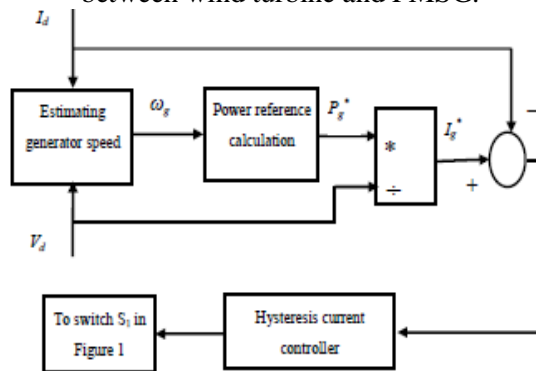 between wind turbine and PMSG.
I_d
Estimating
generator speed
ω_g
Power reference
calculation
P_g*
*
÷
I_g*
−
+
V_d
To switch S₁ in
Figure 1
Hysteresis current
controller